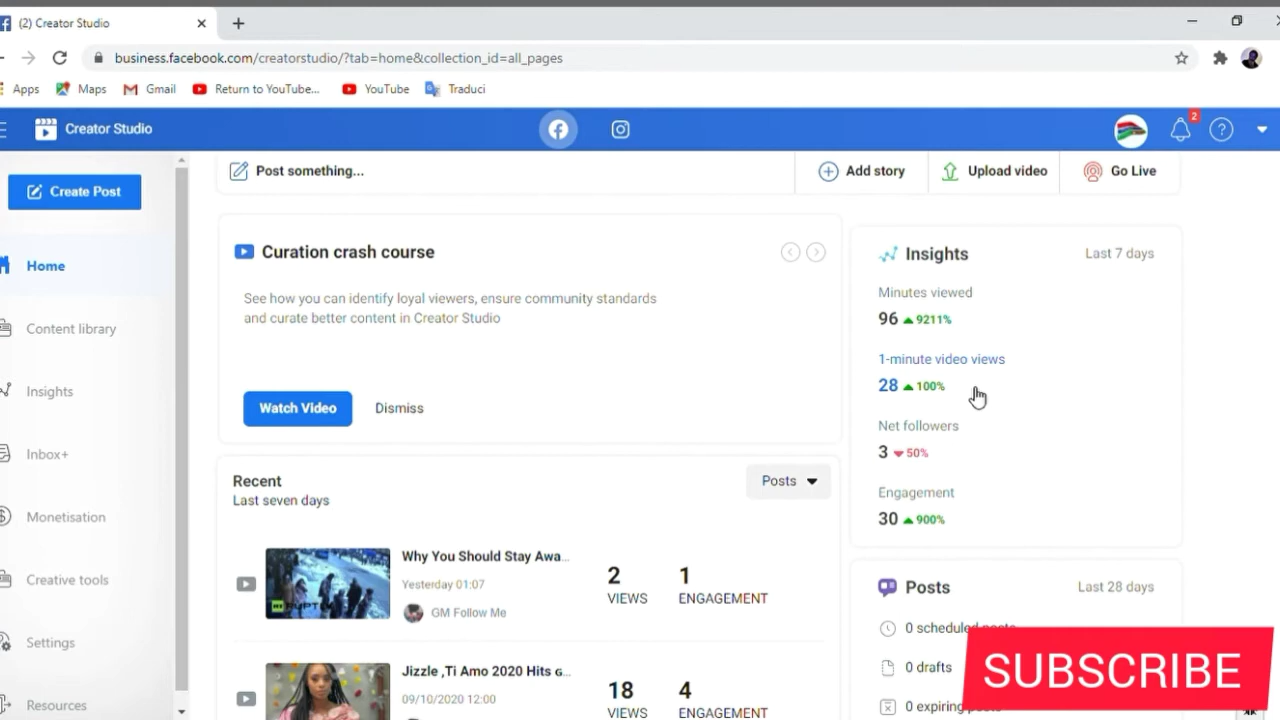 (2) Creator Studio
business.facebook.com/creatorstudio/?tab=home&collection_id=all_pages
Apps Maps Gmail Return to YouTube... YouTube Traduci
Creator Studio
2
Create Post
Home
Content library
Insights
Inbox+
Monetisation
Creative tools
Settings
Resources
Post something...
Add story
Upload video
Go Live
Curation crash course
See how you can identify loyal viewers, ensure community standards
and curate better content in Creator Studio
Watch Video Dismiss
Recent
Last seven days
Posts
Why You Should Stay Awa...
Yesterday 01:07
GM Follow Me
2
VIEWS
1
ENGAGEMENT
Jizzle ,Ti Amo 2020 Hits g...
09/10/2020 12:00
18
VIEWS
4
ENGAGEMENT
Insights Last 7 days
Minutes viewed
96 9211%
1-minute video views
28 100%
Net followers
3 50%
Engagement
30 900%
Posts Last 28 days
0 scheduled posts
0 drafts
0 expiring posts
SUBSCRIBE